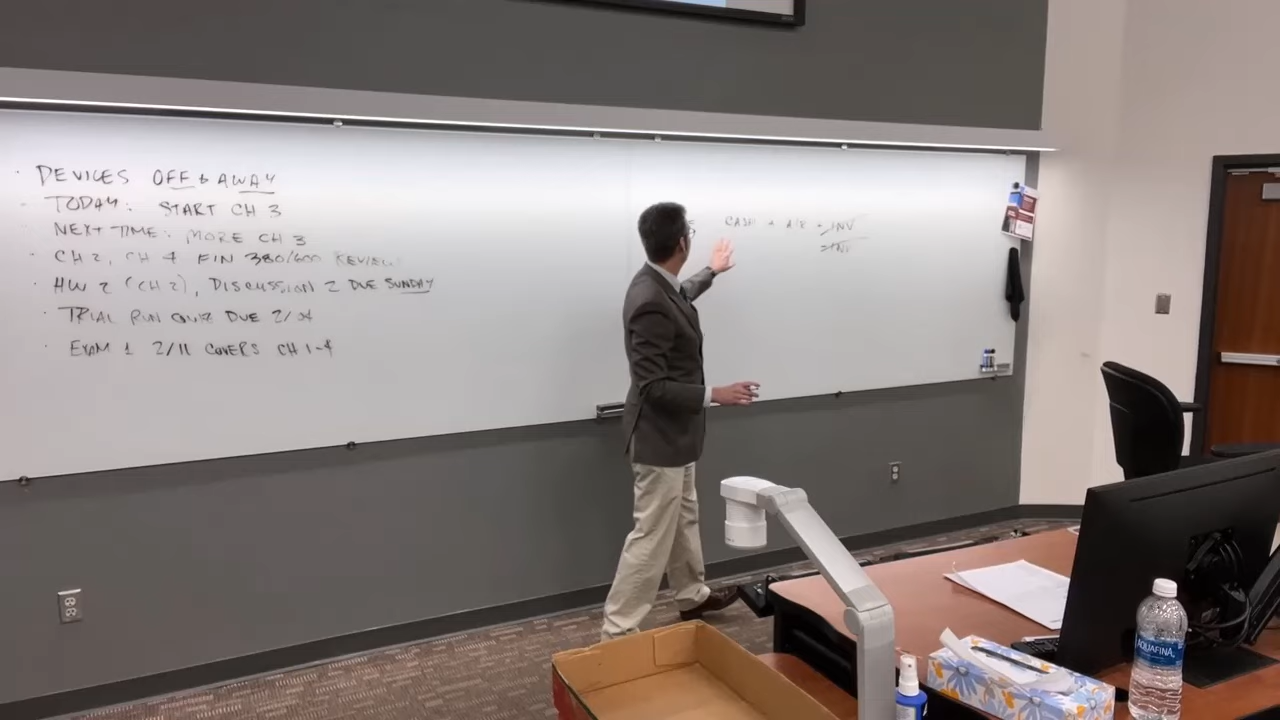 · DEVICES OFF & AWAY
· TODAY: START CH 3
· NEXT TIME: MORE CH 3
· CH 2, CH 4 FIN 380/600 REVIEW
· HW 2 (CH 2), DISCUSSION 2 DUE SUNDAY
· TRIAL RUN QUIZ DUE 2/04
· EXAM 1 2/11 COVERS CH 1-4
CASH + A/R + INV
AQUAFINA